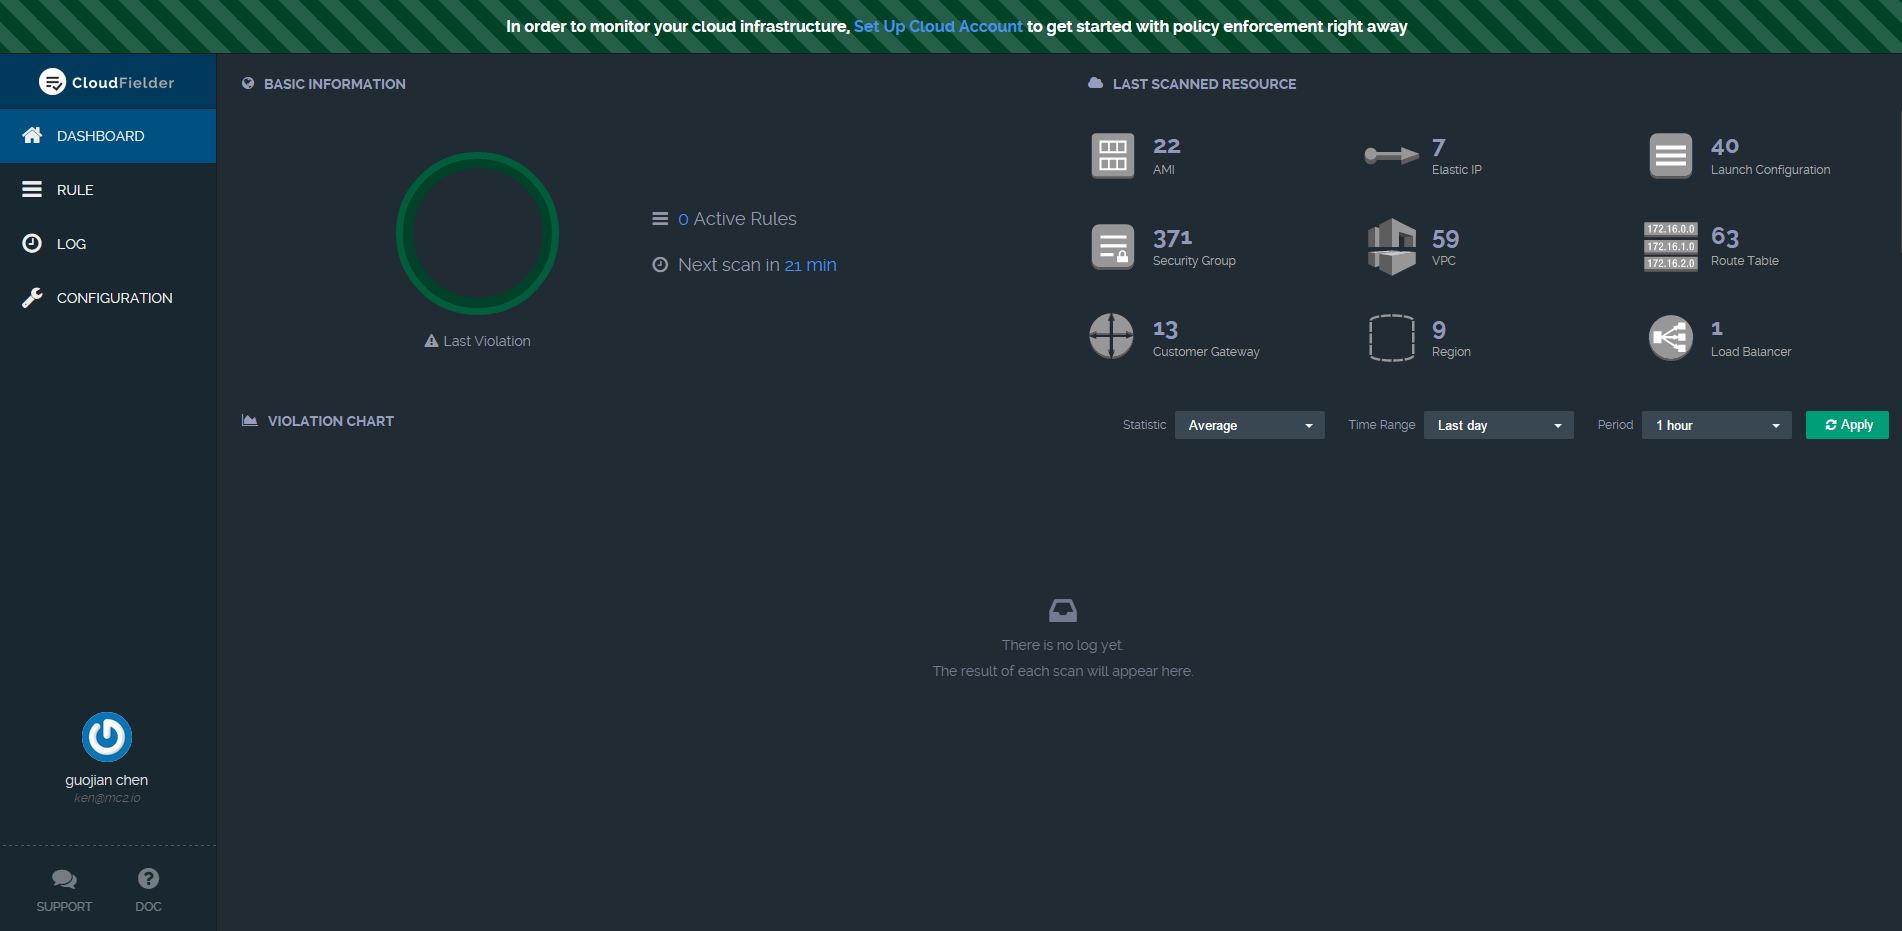 In order to monitor your cloud infrastructure, Set Up Cloud Account to get started with policy enforcement right away
CloudFielder
DASHBOARD
RULE
LOG
CONFIGURATION
guojian chen
ken@mc2.io
SUPPORT
DOC
BASIC INFORMATION
0 Active Rules
Next scan in 21 min
Last Violation
LAST SCANNED RESOURCE
22
AMI
7
Elastic IP
40
Launch Configuration
371
Security Group
59
VPC
172.16.0.0
172.16.1.0
172.16.2.0
63
Route Table
13
Customer Gateway
9
Region
1
Load Balancer
VIOLATION CHART
Statistic Average
Time Range Last day
Period 1 hour
Apply
There is no log yet.
The result of each scan will appear here.